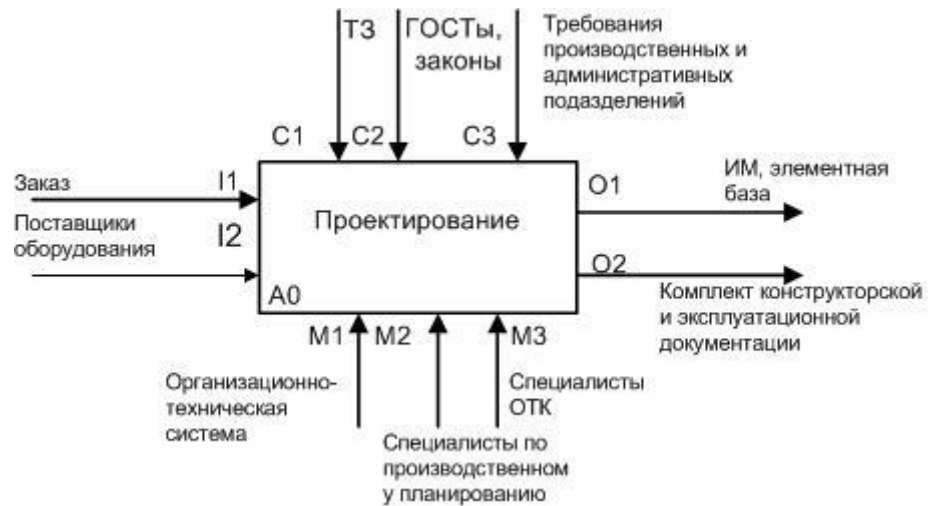 ТЗ
ГОСТы,
законы
Требования
производственных и
административных
подазделений
C1
C2
C3
Заказ
I1
Поставщики
оборудования
I2
Проектирование
A0
O1
ИМ, элементная
база
O2
Комплект конструкторской
и эксплуатационной
документации
M1
M2
M3
Организационно-
техническая
система
Специалисты по
производственном
у планированию
Специалисты
ОТК